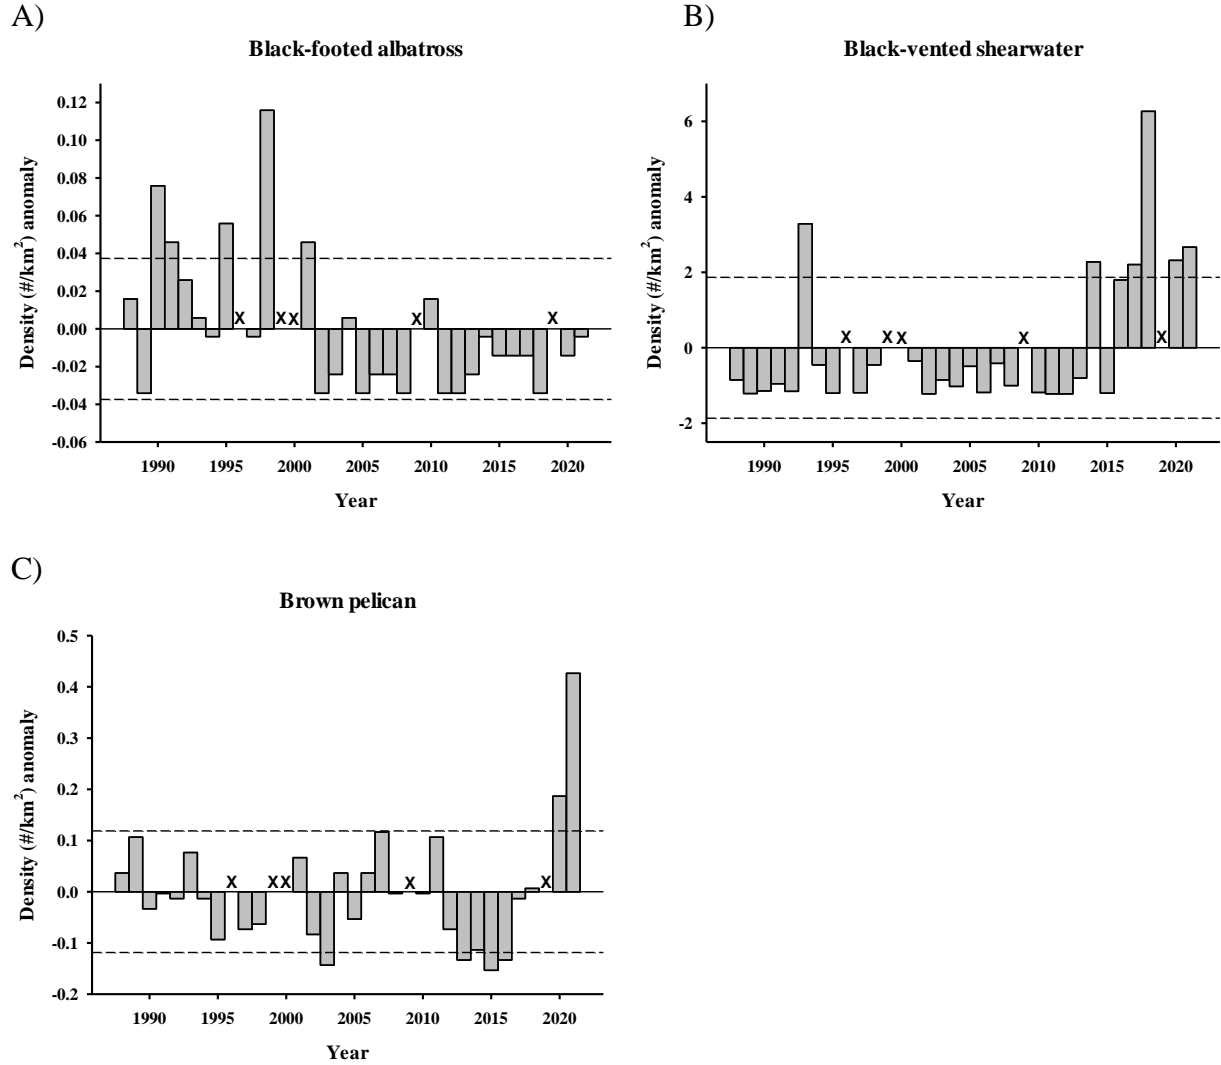 A)
Black-footed albatross
Density (#/km²) anomaly
0.12
0.10
0.08
0.06
0.04
0.02
0.00
-0.02
-0.04
-0.06
X X X X X
1990 1995 2000 2005 2010 2015 2020
Year
B)
Black-vented shearwater
Density (#/km²) anomaly
6
4
2
0
-2
X X X X X
1990 1995 2000 2005 2010 2015 2020
Year
C)
Brown pelican
Density (#/km²) anomaly
0.5
0.4
0.3
0.2
0.1
0.0
-0.1
-0.2
X X X X X
1990 1995 2000 2005 2010 2015 2020
Year